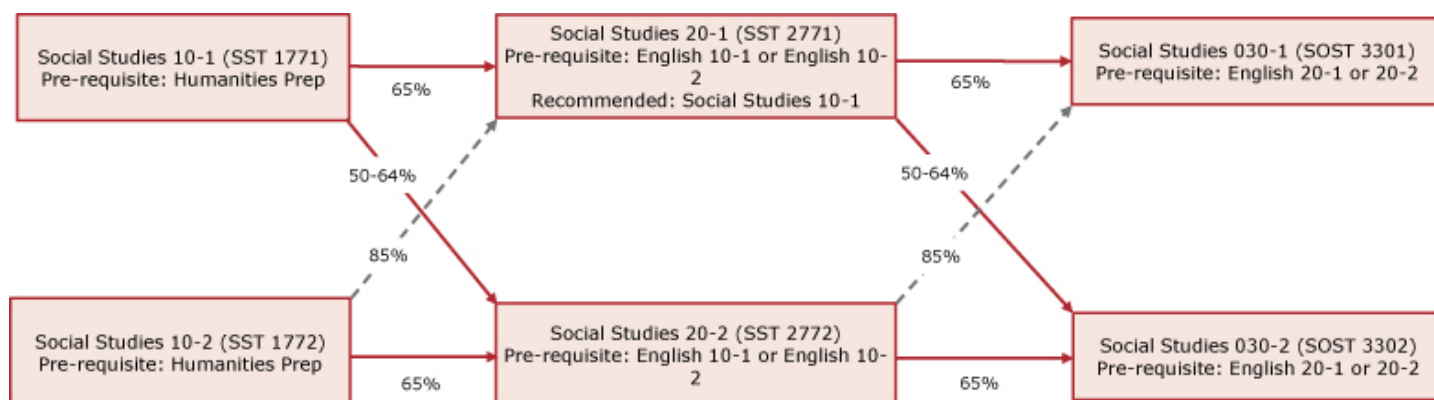 Social Studies 10-1 (SST 1771)
Pre-requisite: Humanities Prep
65%
Social Studies 20-1 (SST 2771)
Pre-requisite: English 10-1 or English 10-
2
Recommended: Social Studies 10-1
65%
Social Studies 030-1 (SOST 3301)
Pre-requisite: English 20-1 or 20-2
50-64%
85%
50-64%
85%
Social Studies 10-2 (SST 1772)
Pre-requisite: Humanities Prep
65%
Social Studies 20-2 (SST 2772)
Pre-requisite: English 10-1 or English 10-
2
65%
Social Studies 030-2 (SOST 3302)
Pre-requisite: English 20-1 or 20-2